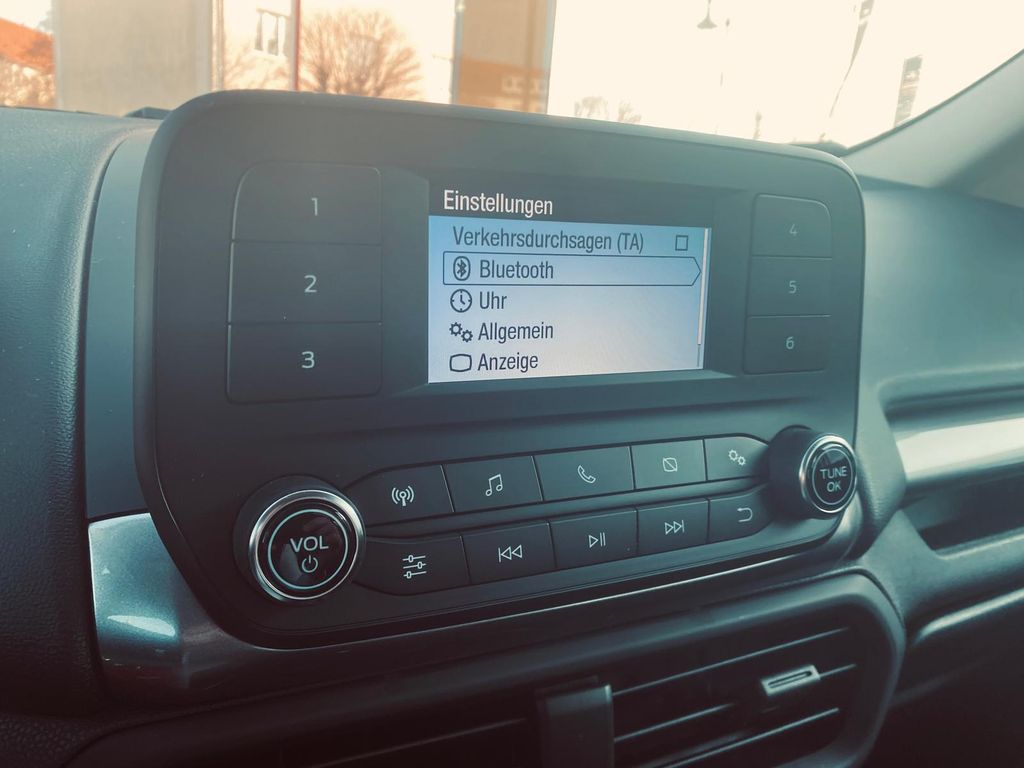 Einstellungen
Verkehrsdurchsagen (TA)
Bluetooth
Uhr
Allgemein
Anzeige
1
2
3
4
5
6
VOL
TUNE
OK